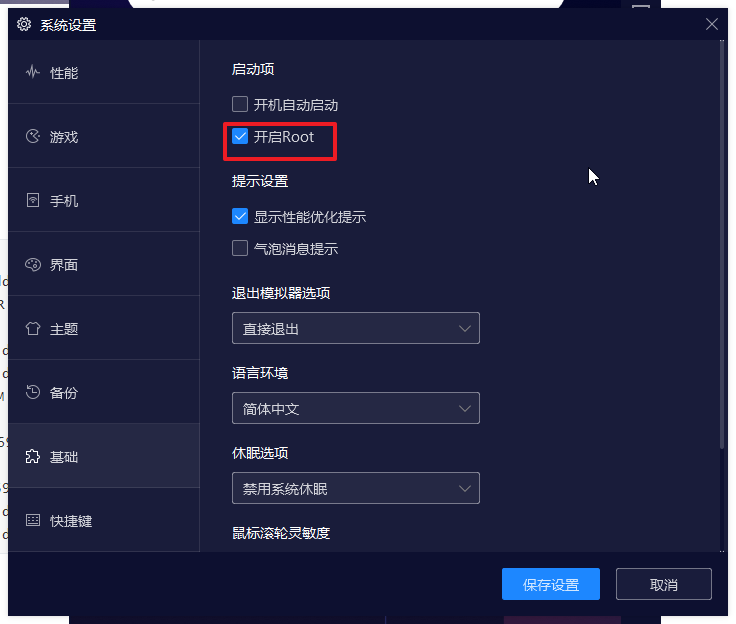 系统设置
性能
游戏
手机
界面
主题
备份
基础
快捷键
启动项
开机自动启动
开启Root
提示设置
显示性能优化提示
气泡消息提示
退出模拟器选项
直接退出
语言环境
简体中文
休眠选项
禁用系统休眠
鼠标滚轮灵敏度
保存设置
取消